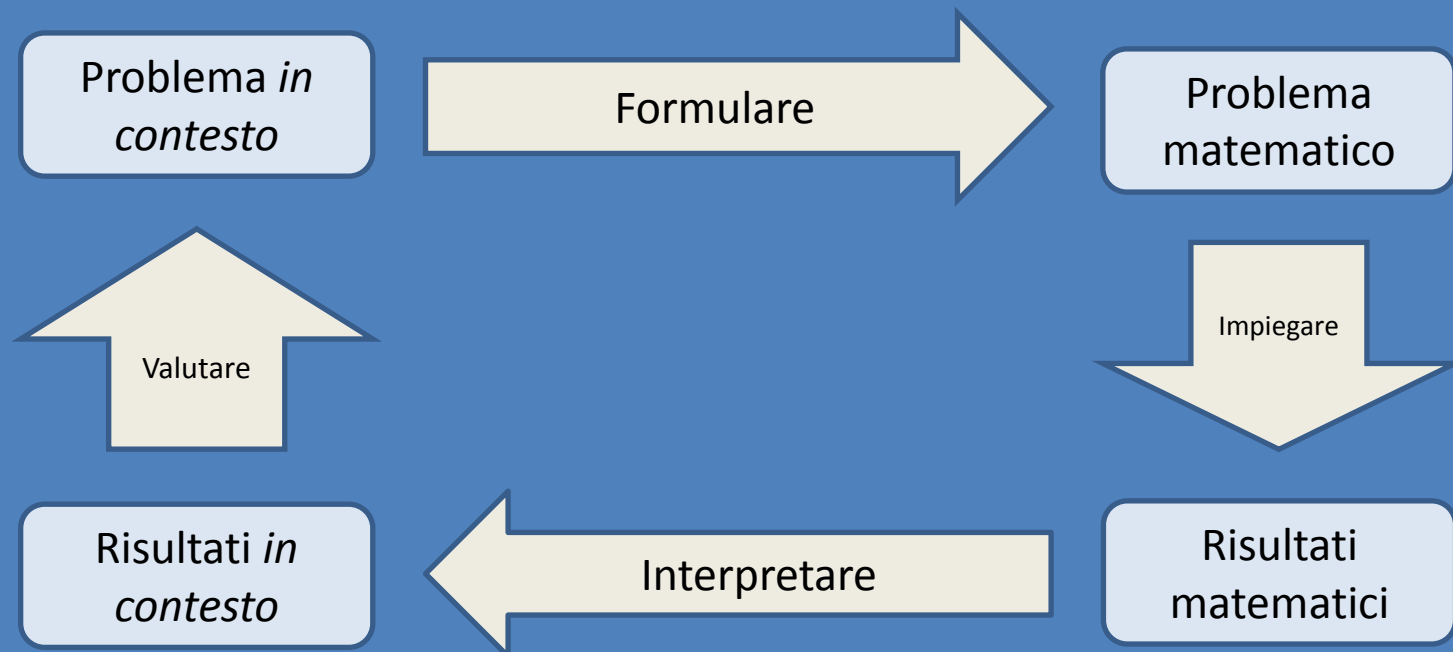 Problema in
contesto
Formulare
Problema
matematico
Valutare
Impiegare
Risultati in
contesto
Interpretare
Risultati
matematici